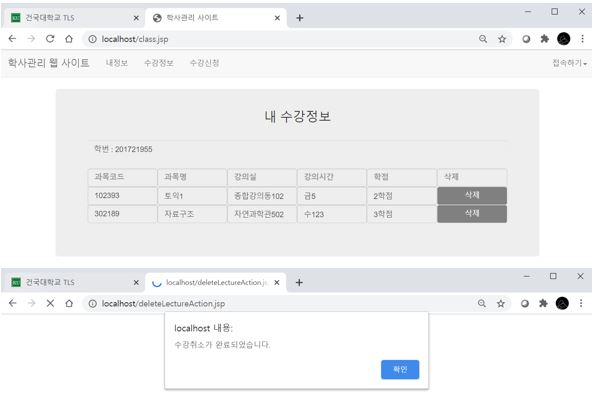 건국대학교 TLS
학사관리 사이트
localhost/class.jsp
학사관리 웹 사이트 내정보 수강정보 수강신청 접속하기
내 수강정보
학번 : 201721955
과목코드 과목명 강의실 강의시간 학점 삭제
102393 토익1 종합강의동102 금5 2학점 삭제
302189 자료구조 자연과학관502 수123 3학점 삭제
건국대학교 TLS
localhost/deleteLectureAction.js
localhost/deleteLectureAction.jsp
localhost 내용:
수강취소가 완료되었습니다.
확인